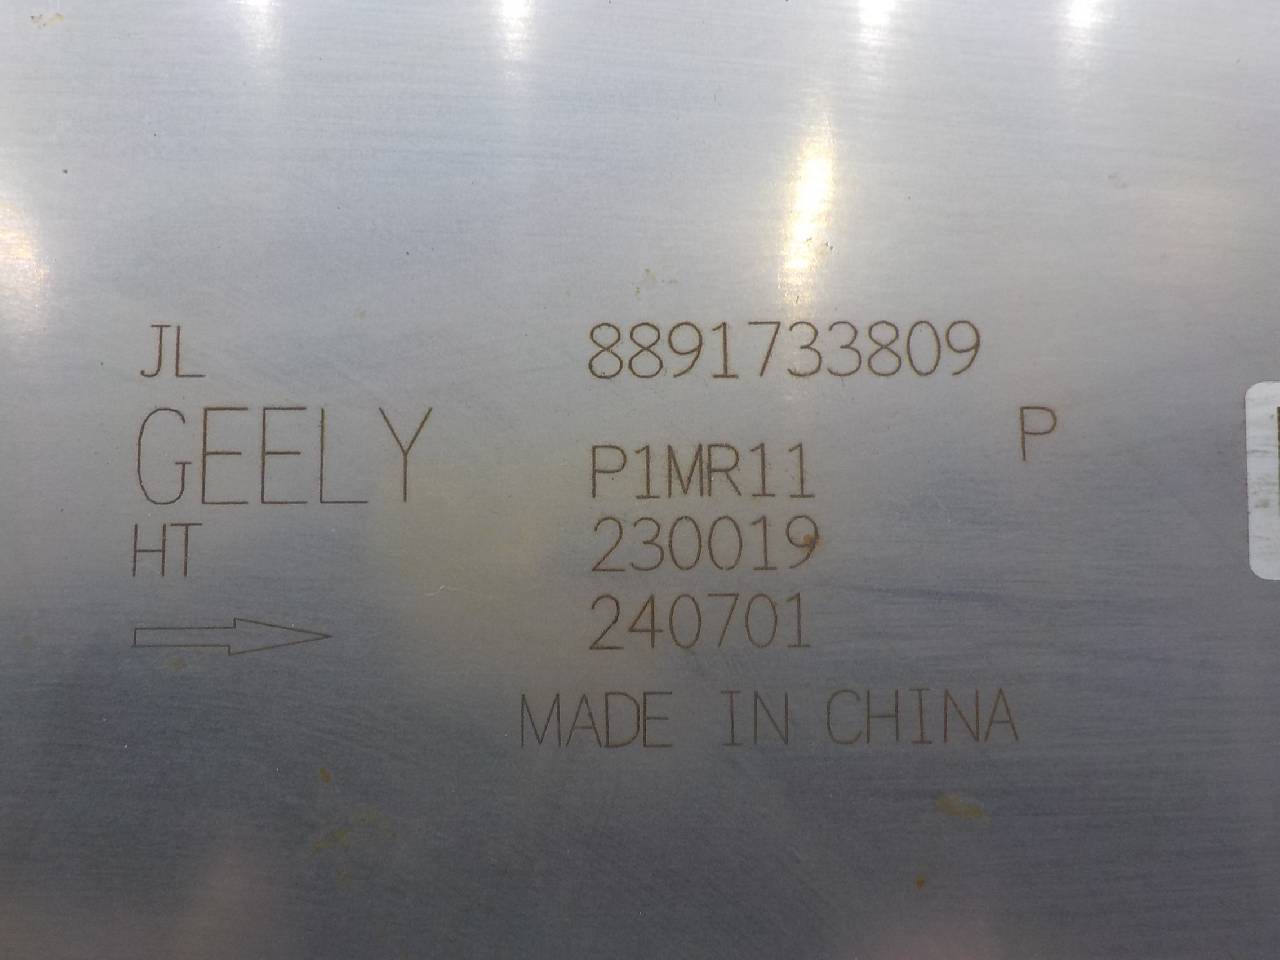 JL 8891733809
GEELY P1MR11 P
HT 230019
240701
MADE IN CHINA